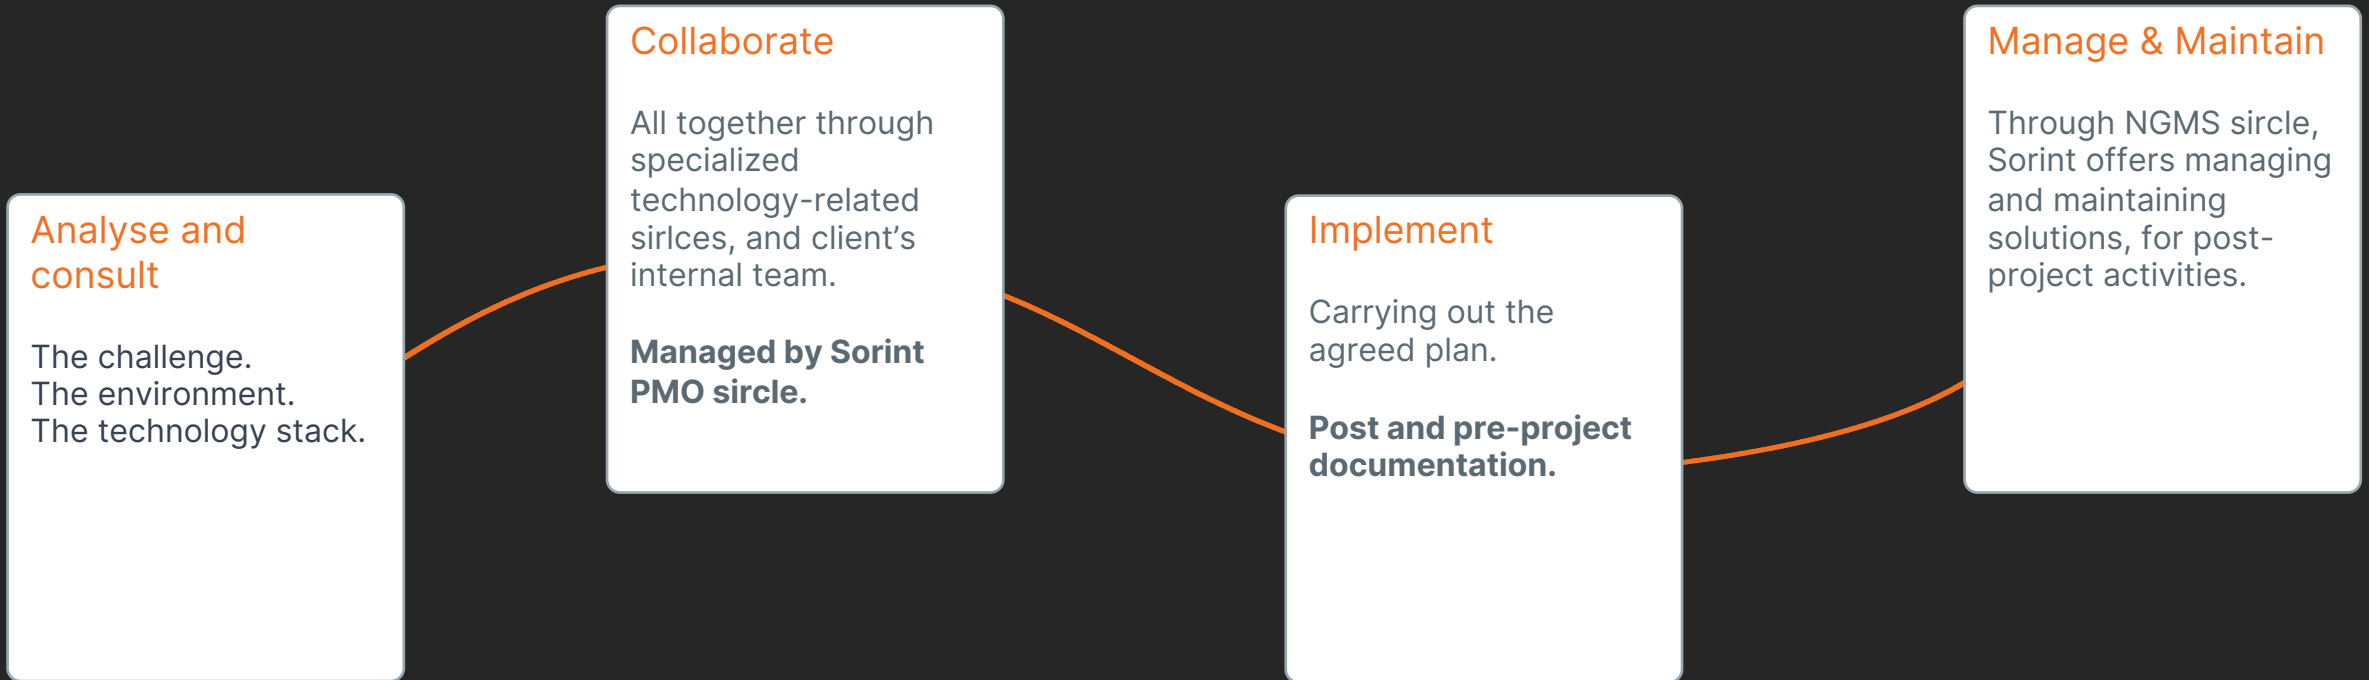 Analyse and
consult
The challenge.
The environment.
The technology stack.
Collaborate
All together through
specialized
technology-related
sirlces, and client’s
internal team.
Managed by Sorint
PMO sircle.
Implement
Carrying out the
agreed plan.
Post and pre-project
documentation.
Manage & Maintain
Through NGMS sircle,
Sorint offers managing
and maintaining
solutions, for post-
project activities.